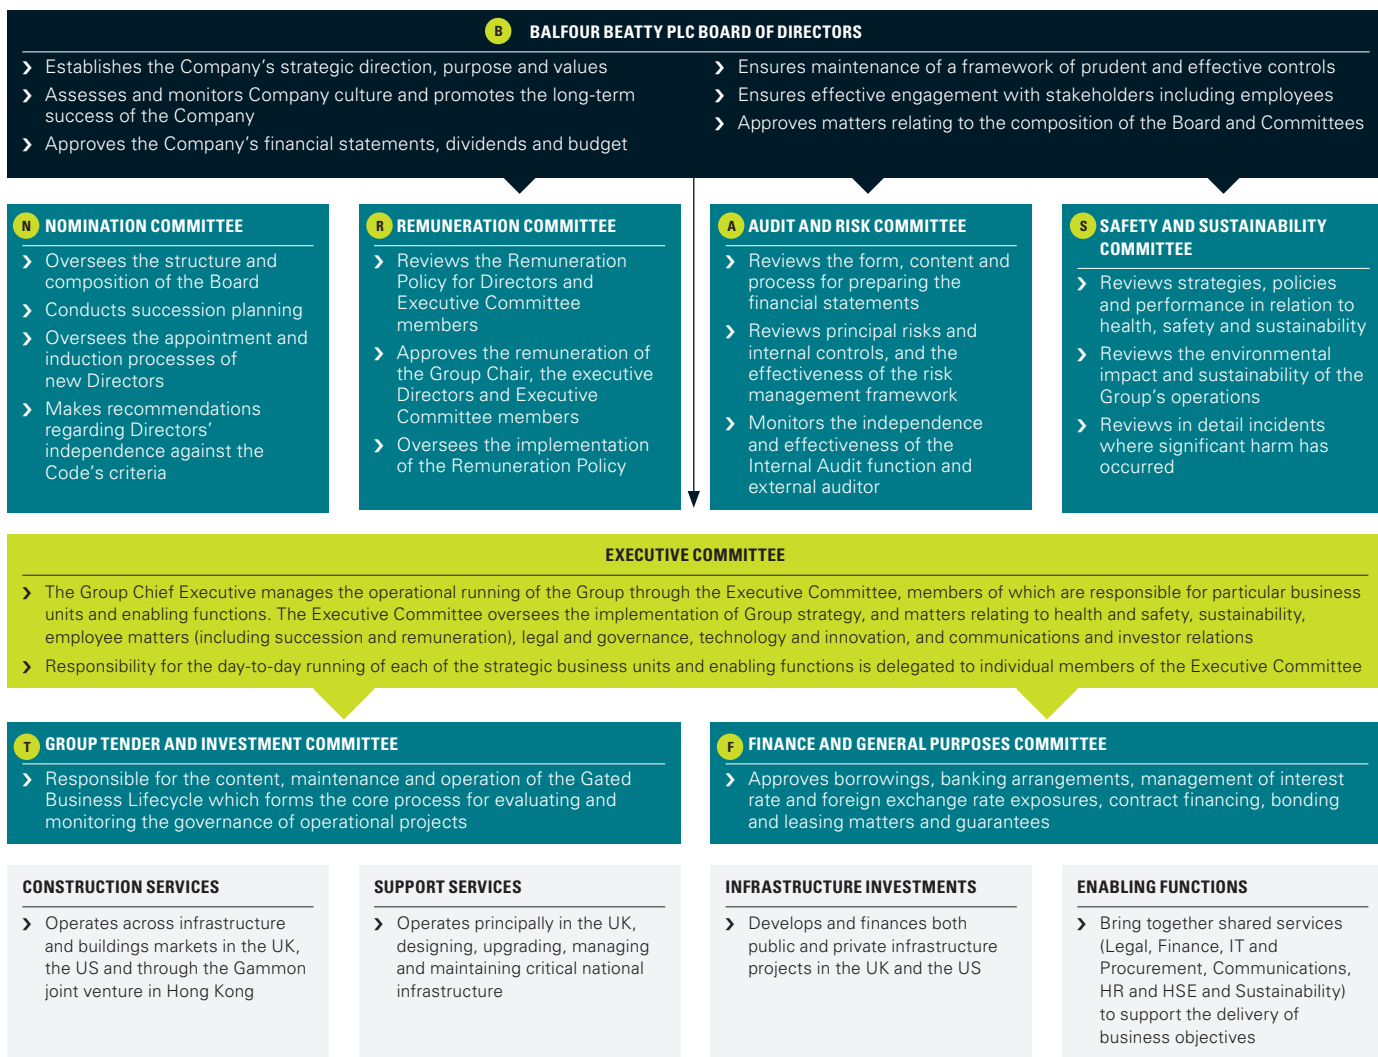 B BALFOUR BEATTY PLC BOARD OF DIRECTORS
› Establishes the Company’s strategic direction, purpose and values
› Assesses and monitors Company culture and promotes the long-term
success of the Company
› Approves the Company’s financial statements, dividends and budget
› Ensures maintenance of a framework of prudent and effective controls
› Ensures effective engagement with stakeholders including employees
› Approves matters relating to the composition of the Board and Committees
N NOMINATION COMMITTEE
› Oversees the structure and
composition of the Board
› Conducts succession planning
› Oversees the appointment and
induction processes of
new Directors
› Makes recommendations
regarding Directors’
independence against the
Code’s criteria
R REMUNERATION COMMITTEE
› Reviews the Remuneration
Policy for Directors and
Executive Committee
members
› Approves the remuneration of
the Group Chair, the executive
Directors and Executive
Committee members
› Oversees the implementation
of the Remuneration Policy
A AUDIT AND RISK COMMITTEE
› Reviews the form, content and
process for preparing the
financial statements
› Reviews principal risks and
internal controls, and the
effectiveness of the risk
management framework
› Monitors the independence
and effectiveness of the
Internal Audit function and
external auditor
S SAFETY AND SUSTAINABILITY
COMMITTEE
› Reviews strategies, policies
and performance in relation to
health, safety and sustainability
› Reviews the environmental
impact and sustainability of the
Group’s operations
› Reviews in detail incidents
where significant harm has
occurred
EXECUTIVE COMMITTEE
› The Group Chief Executive manages the operational running of the Group through the Executive Committee, members of which are responsible for particular business
units and enabling functions. The Executive Committee oversees the implementation of Group strategy, and matters relating to health and safety, sustainability,
employee matters (including succession and remuneration), legal and governance, technology and innovation, and communications and investor relations
› Responsibility for the day-to-day running of each of the strategic business units and enabling functions is delegated to individual members of the Executive Committee
T GROUP TENDER AND INVESTMENT COMMITTEE
› Responsible for the content, maintenance and operation of the Gated
Business Lifecycle which forms the core process for evaluating and
monitoring the governance of operational projects
F FINANCE AND GENERAL PURPOSES COMMITTEE
› Approves borrowings, banking arrangements, management of interest
rate and foreign exchange rate exposures, contract financing, bonding
and leasing matters and guarantees
CONSTRUCTION SERVICES
› Operates across infrastructure
and buildings markets in the UK,
the US and through the Gammon
joint venture in Hong Kong
SUPPORT SERVICES
› Operates principally in the UK,
designing, upgrading, managing
and maintaining critical national
infrastructure
INFRASTRUCTURE INVESTMENTS
› Develops and finances both
public and private infrastructure
projects in the UK and the US
ENABLING FUNCTIONS
› Bring together shared services
(Legal, Finance, IT and
Procurement, Communications,
HR and HSE and Sustainability)
to support the delivery of
business objectives